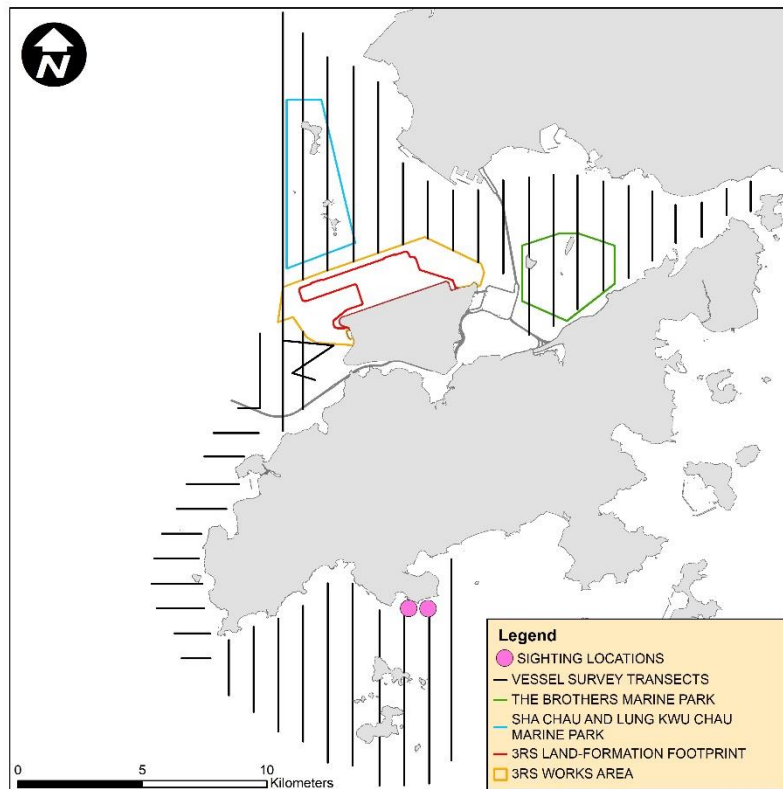 N
Legend
SIGHTING LOCATIONS
VESSEL SURVEY TRANSECTS
THE BROTHERS MARINE PARK
SHA CHAU AND LUNG KWU CHAU
MARINE PARK
3RS LAND-FORMATION FOOTPRINT
3RS WORKS AREA
0 5 10
Kilometers